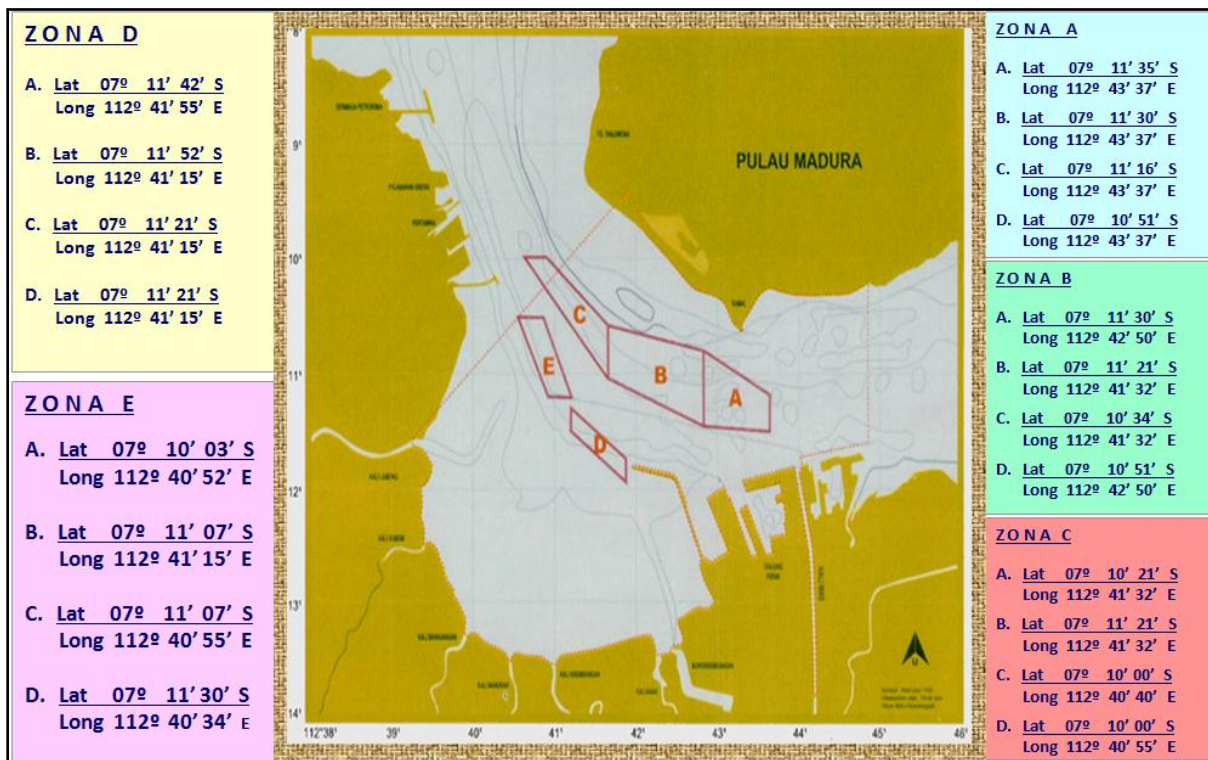 ZONA D
A. Lat 07º 11’ 42’ S
Long 112º 41’ 55’ E
B. Lat 07º 11’ 52’ S
Long 112º 41’ 15’ E
C. Lat 07º 11’ 21’ S
Long 112º 41’ 15’ E
D. Lat 07º 11’ 21’ S
Long 112º 41’ 15’ E
ZONA E
A. Lat 07º 10’ 03’ S
Long 112º 40’ 52’ E
B. Lat 07º 11’ 07’ S
Long 112º 41’ 15’ E
C. Lat 07º 11’ 07’ S
Long 112º 40’ 55’ E
D. Lat 07º 11’ 30’ S
Long 112º 40’ 34’ E
8'
9'
10'
11'
12'
13'
14'
PULAU MADURA
C
B
E
A
D
KALI LAMONG
U
112°38'
39'
40'
41'
42'
43'
44'
45'
46'
ZONA A
A. Lat 07º 11’ 35’ S
Long 112º 43’ 37’ E
B. Lat 07º 11’ 30’ S
Long 112º 43’ 37’ E
C. Lat 07º 11’ 16’ S
Long 112º 43’ 37’ E
D. Lat 07º 10’ 51’ S
Long 112º 43’ 37’ E
ZONA B
A. Lat 07º 11’ 30’ S
Long 112º 42’ 50’ E
B. Lat 07º 11’ 21’ S
Long 112º 41’ 32’ E
C. Lat 07º 10’ 34’ S
Long 112º 41’ 32’ E
D. Lat 07º 10’ 51’ S
Long 112º 42’ 50’ E
ZONA C
A. Lat 07º 10’ 21’ S
Long 112º 41’ 32’ E
B. Lat 07º 11’ 21’ S
Long 112º 41’ 32’ E
C. Lat 07º 10’ 00’ S
Long 112º 40’ 40’ E
D. Lat 07º 10’ 00’ S
Long 112º 40’ 55’ E